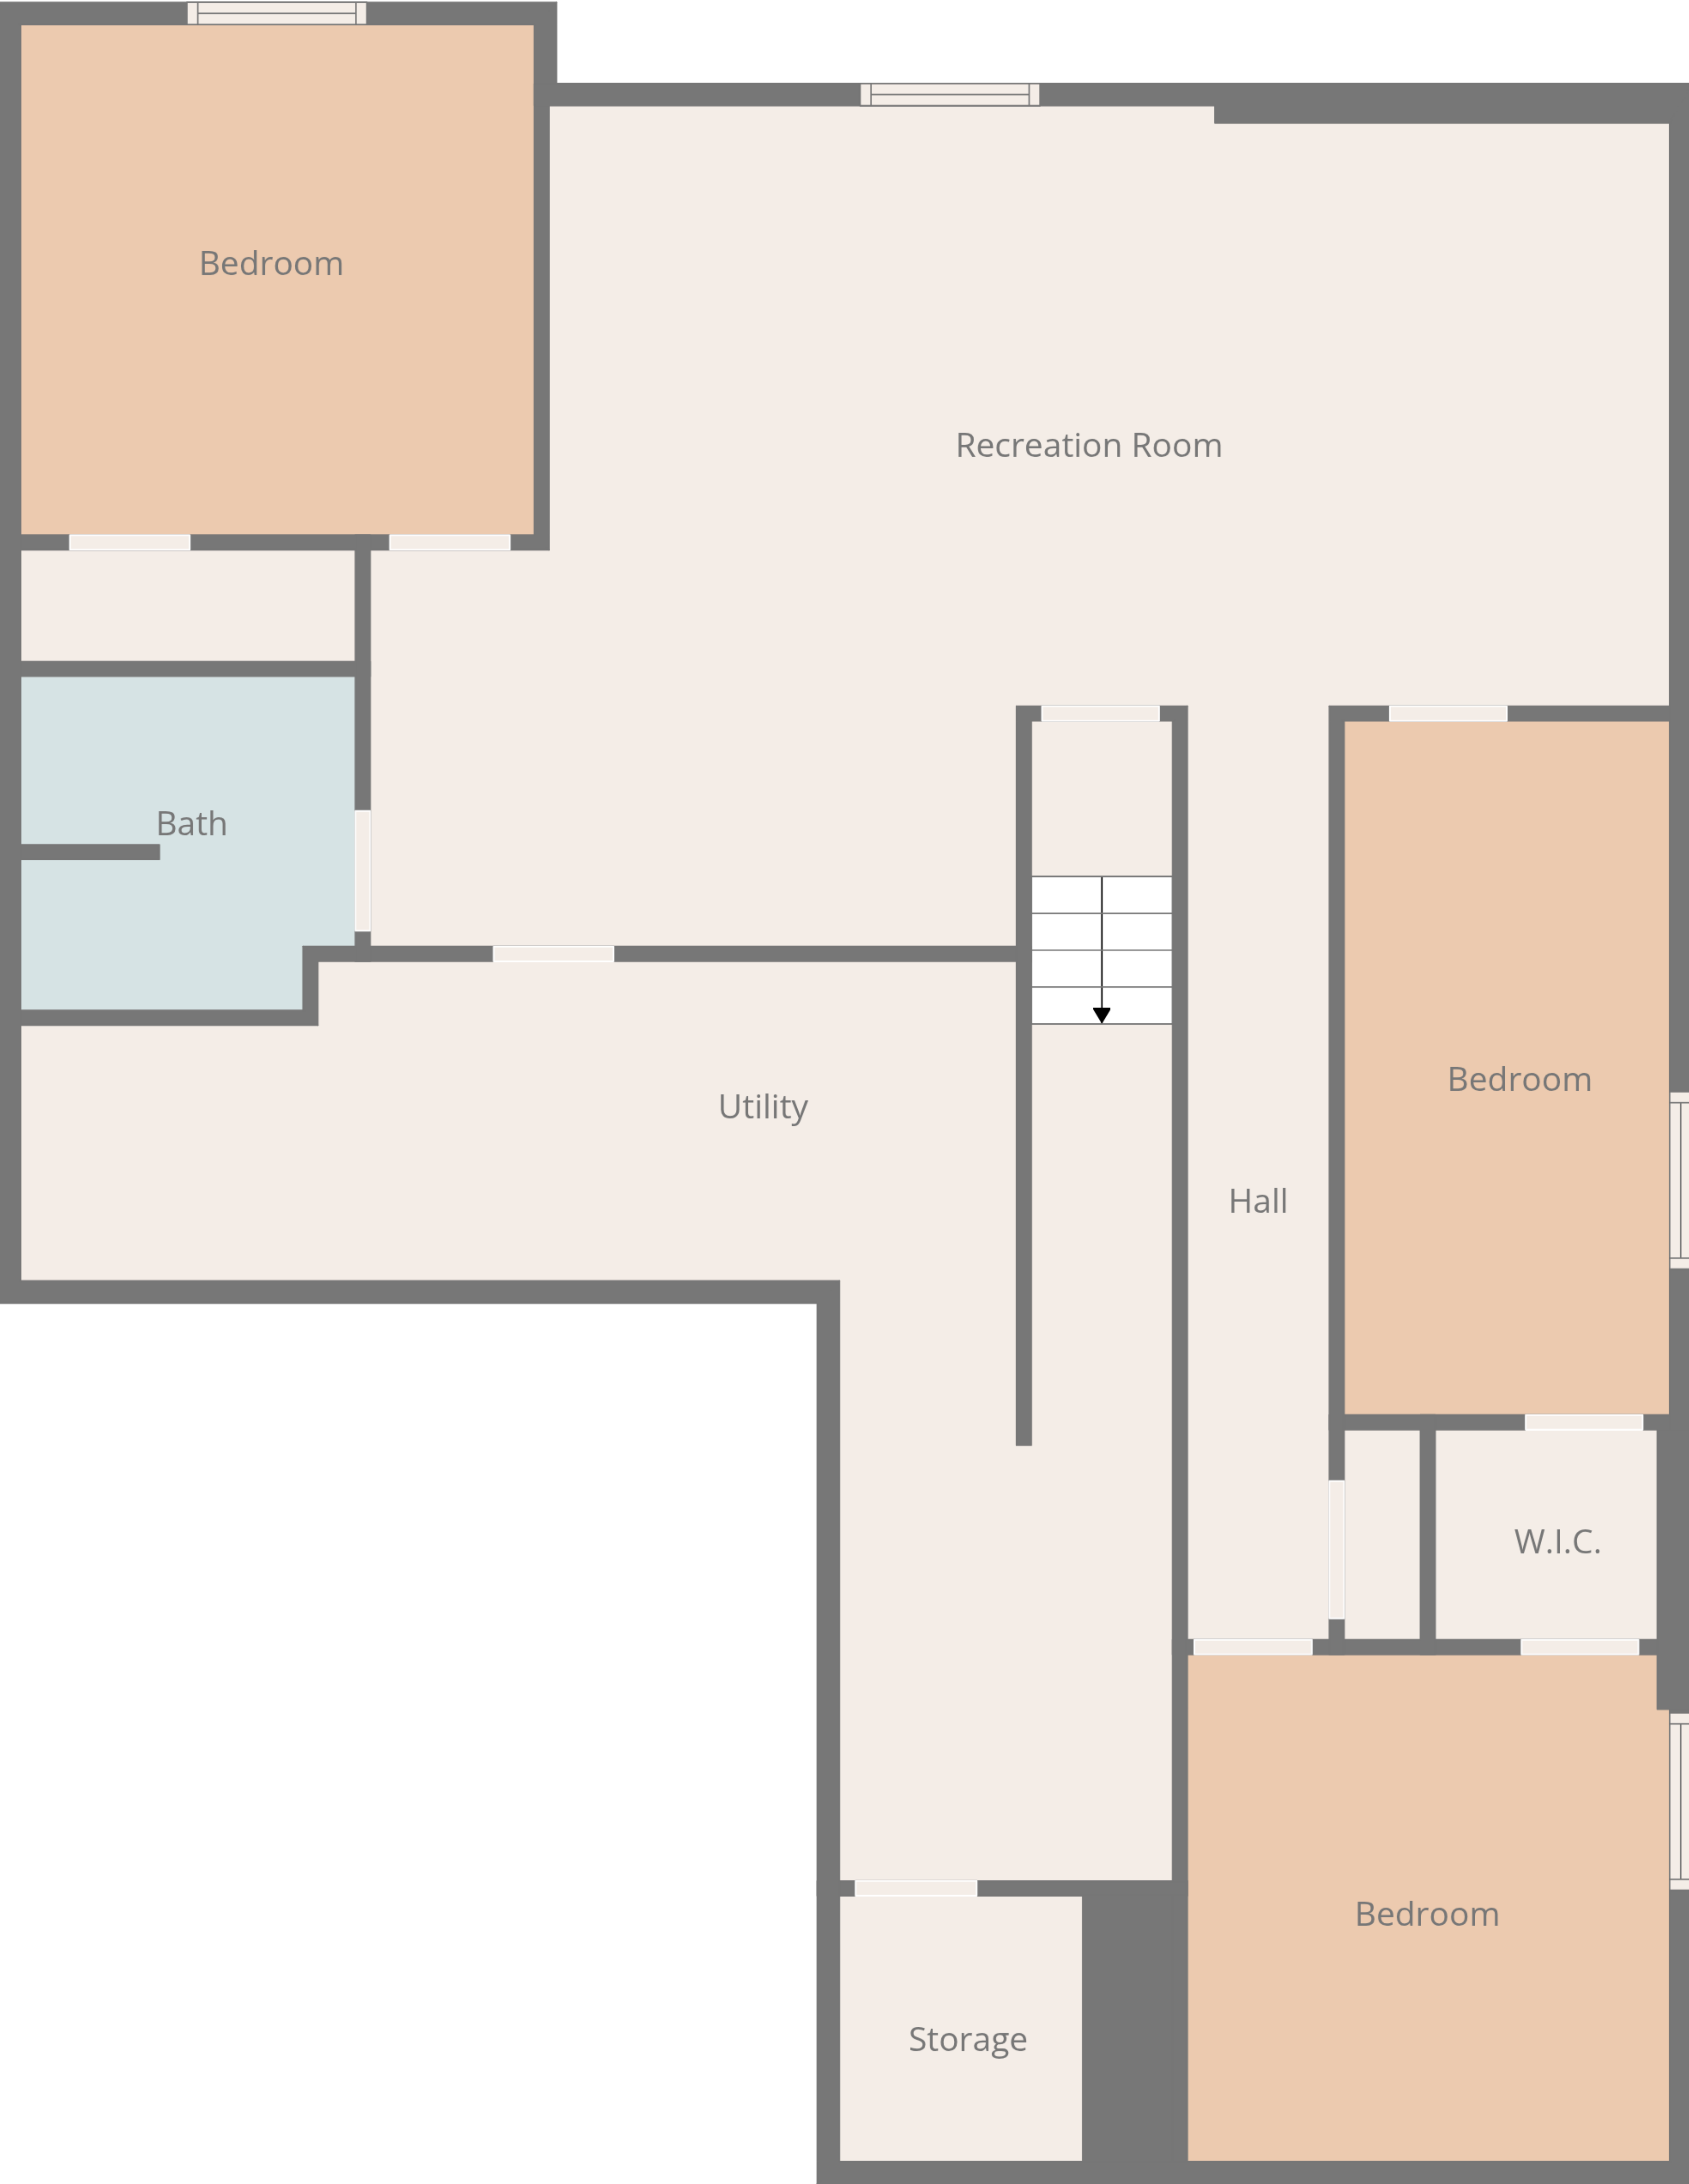 Bedroom
Recreation Room
Bath
Bedroom
Utility
Hall
W.I.C.
Bedroom
Storage